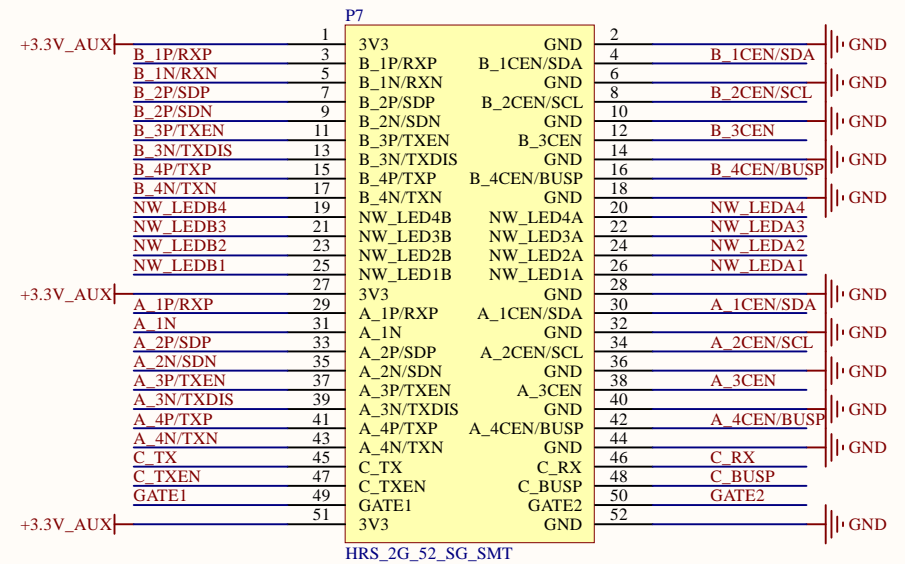 P7
1 2
+3.3V_AUX 3V3 GND GND
B_1P/RXP 3 B_1P/RXP B_1CEN/SDA 4 B_1CEN/SDA
B_1N/RXN 5 B_1N/RXN GND 6 GND
B_2P/SDP 7 B_2P/SDP B_2CEN/SCL 8 B_2CEN/SCL
B_2P/SDN 9 B_2N/SDN GND 10 GND
B_3P/TXEN 11 B_3P/TXEN B_3CEN 12 B_3CEN
B_3N/TXDIS 13 B_3N/TXDIS GND 14 GND
B_4P/TXP 15 B_4P/TXP B_4CEN/BUSP 16 B_4CEN/BUSP
B_4N/TXN 17 B_4N/TXN GND 18 GND
NW_LEDB4 19 NW_LED4B NW_LED4A 20 NW_LEDA4
NW_LEDB3 21 NW_LED3B NW_LED3A 22 NW_LEDA3
NW_LEDB2 23 NW_LED2B NW_LED2A 24 NW_LEDA2
NW_LEDB1 25 NW_LED1B NW_LED1A 26 NW_LEDA1
+3.3V_AUX 27 3V3 GND 28 GND
A_1P/RXP 29 A_1P/RXP A_1CEN/SDA 30 A_1CEN/SDA
A_1N 31 A_1N GND 32 GND
A_2P/SDP 33 A_2P/SDP A_2CEN/SCL 34 A_2CEN/SCL
A_2N/SDN 35 A_2N/SDN GND 36 GND
A_3P/TXEN 37 A_3P/TXEN A_3CEN 38 A_3CEN
A_3N/TXDIS 39 A_3N/TXDIS GND 40 GND
A_4P/TXP 41 A_4P/TXP A_4CEN/BUSP 42 A_4CEN/BUSP
A_4N/TXN 43 A_4N/TXN GND 44 GND
C_TX 45 C_TX C_RX 46 C_RX
C_TXEN 47 C_TXEN C_BUSP 48 C_BUSP
GATE1 49 GATE1 GATE2 50 GATE2
+3.3V_AUX 51 3V3 GND 52 GND
HRS_2G_52_SG_SMT